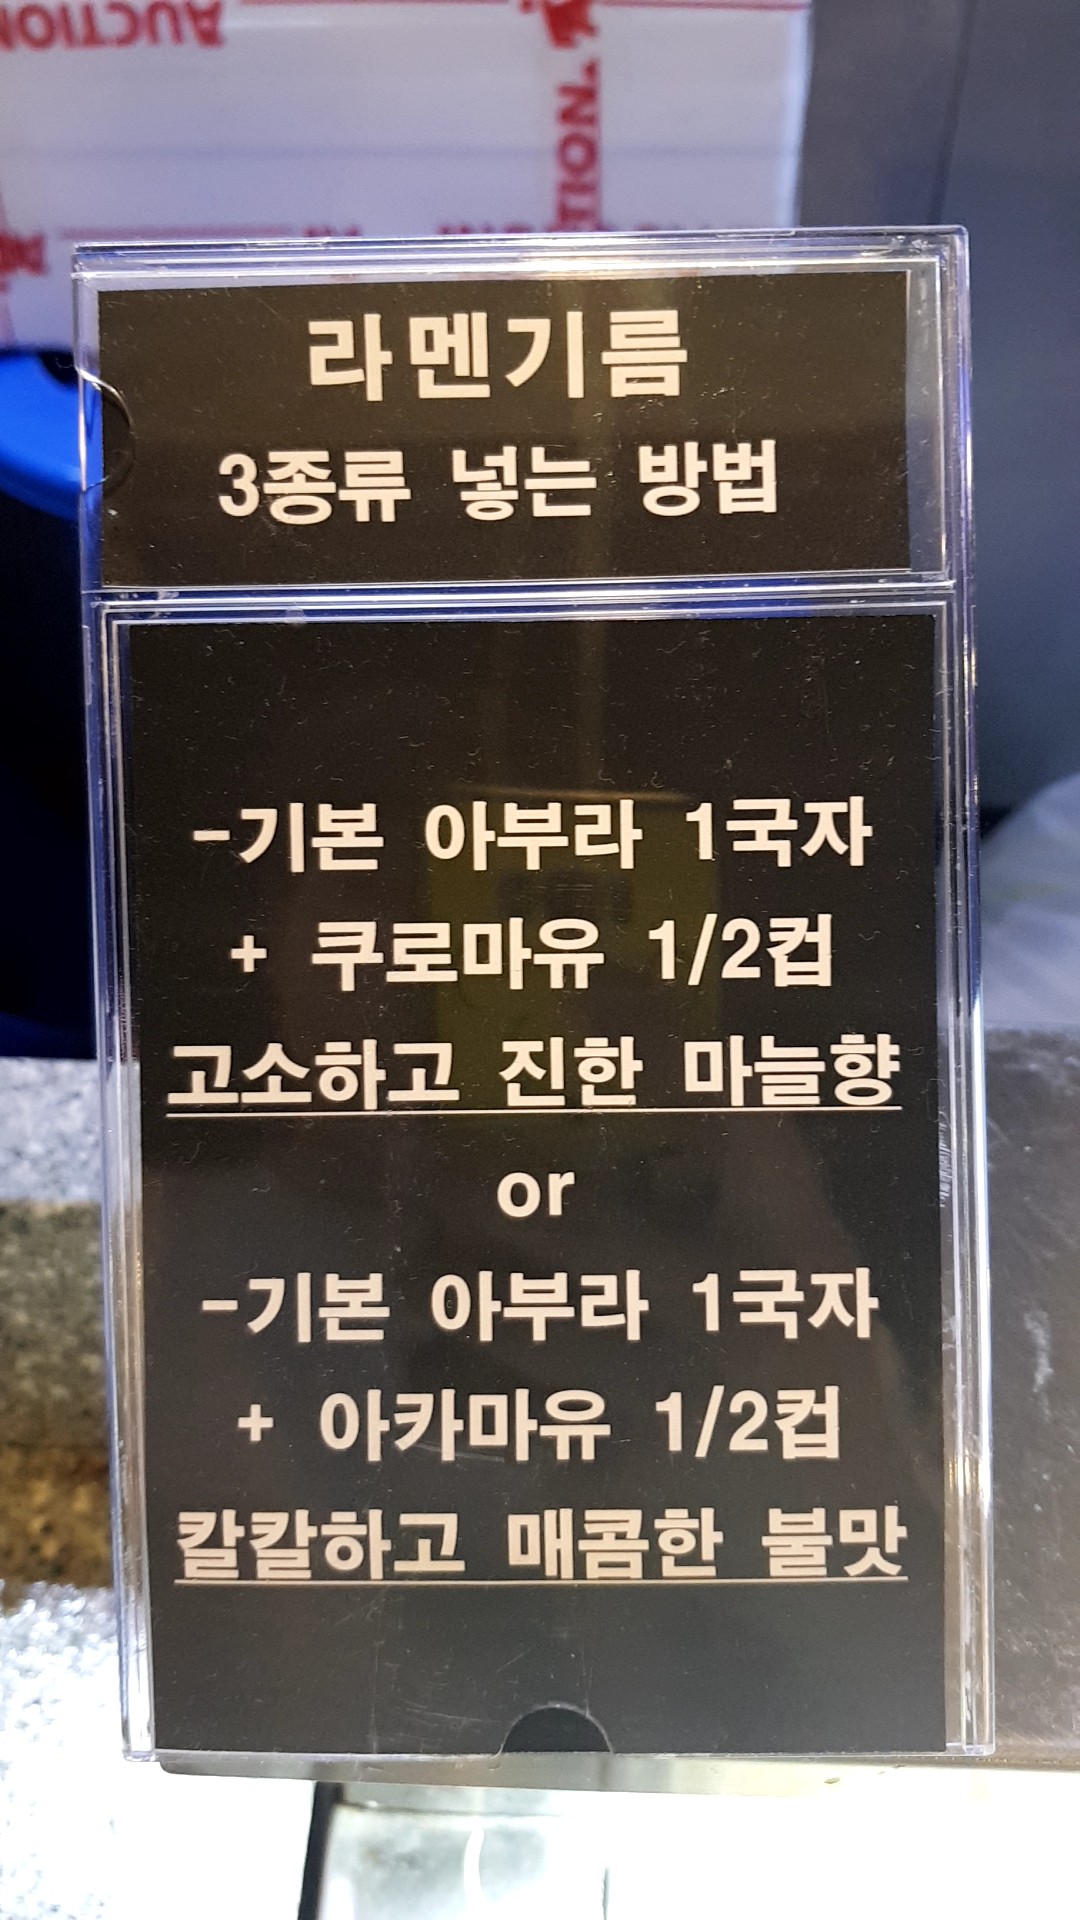 AUCTION
AUCTION.
라멘기름
3종류 넣는 방법
-기본 아부라 1국자
+ 쿠로마유 1/2컵
고소하고 진한 마늘향
or
-기본 아부라 1국자
+ 아카마유 1/2컵
칼칼하고 매콤한 불맛